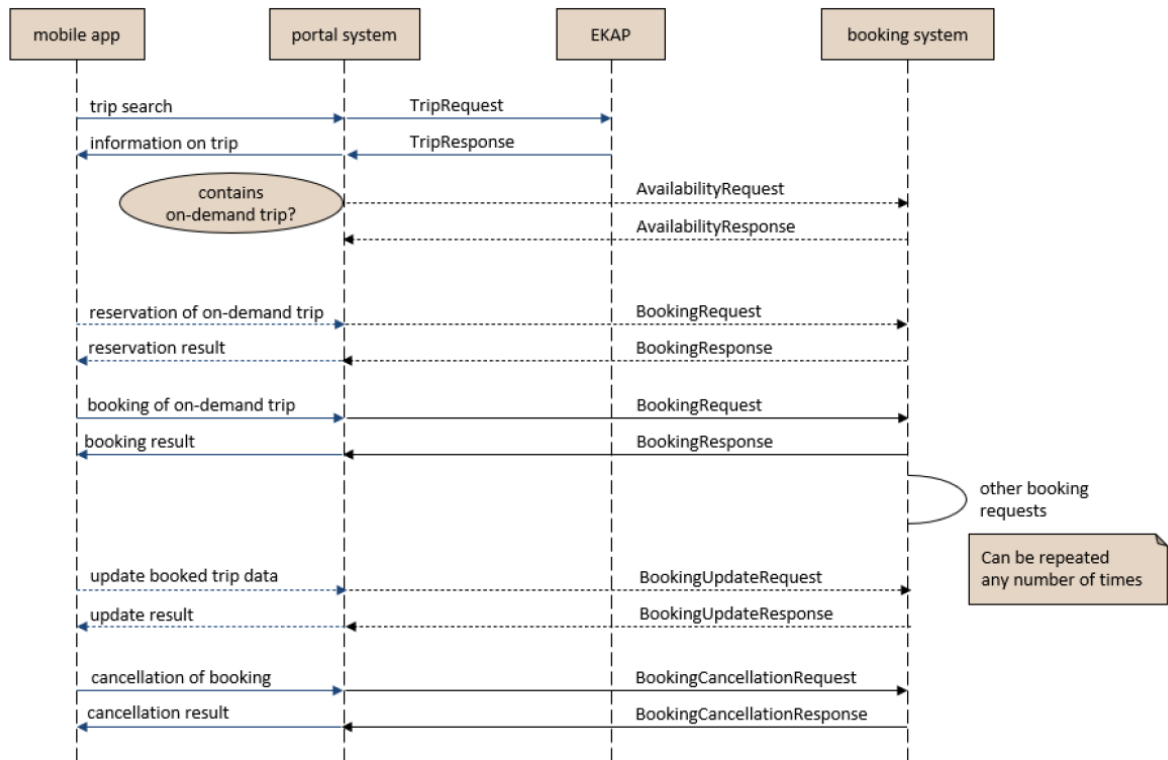 mobile app
portal system
EKAP
booking system
trip search
TripRequest
information on trip
TripResponse
contains
on-demand trip?
AvailabilityRequest
AvailabilityResponse
reservation of on-demand trip
BookingRequest
reservation result
BookingResponse
booking of on-demand trip
BookingRequest
booking result
BookingResponse
other booking
requests
Can be repeated
any number of times
update booked trip data
BookingUpdateRequest
update result
BookingUpdateResponse
cancellation of booking
BookingCancellationRequest
cancellation result
BookingCancellationResponse